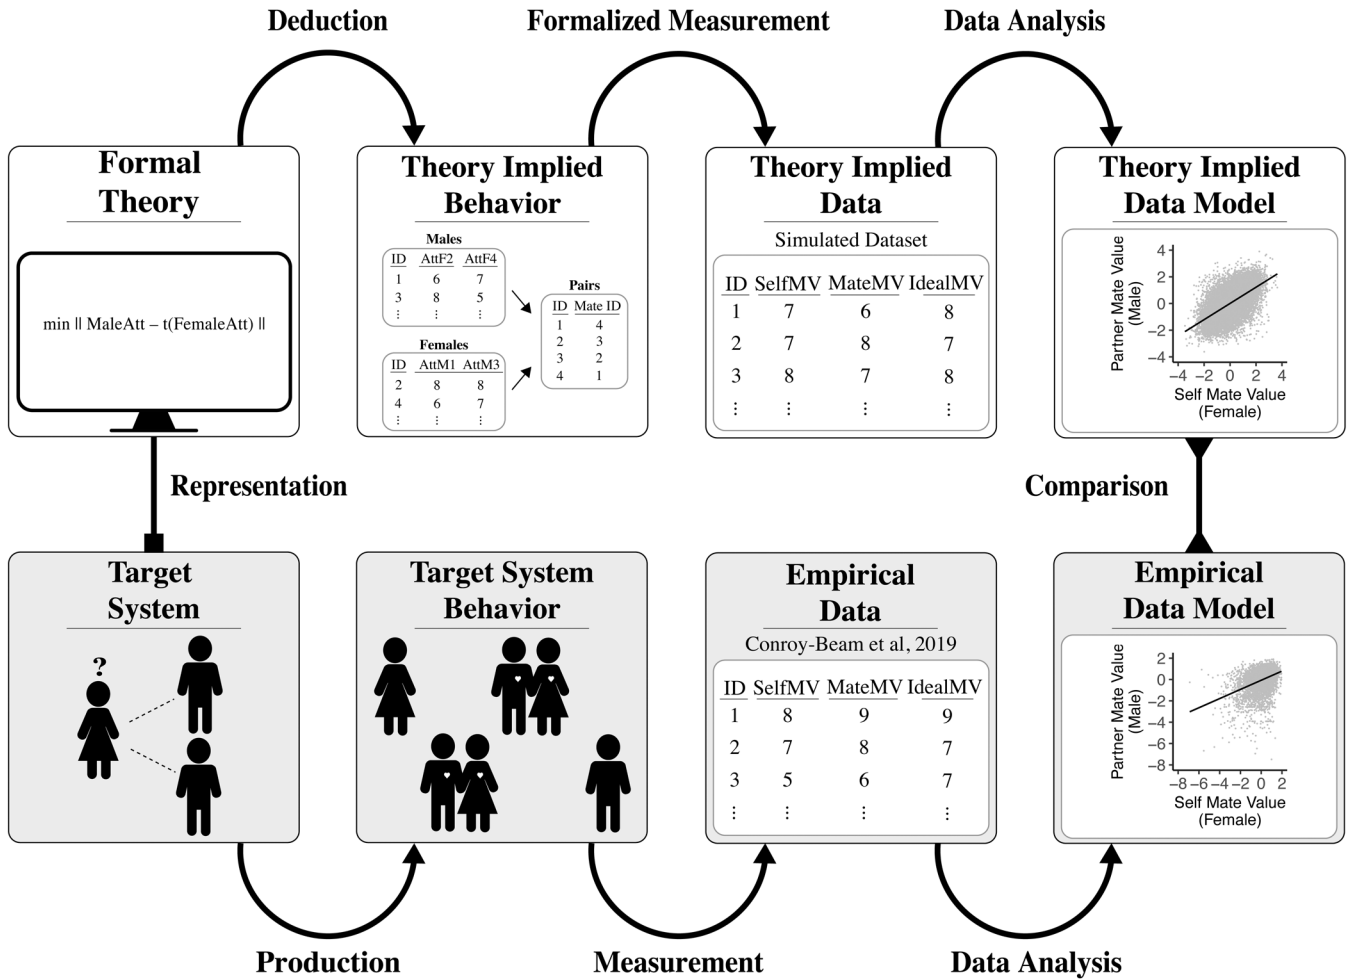 Deduction
Formalized Measurement
Data Analysis
Formal
Theory
min || MaleAtt – t(FemaleAtt) ||
Theory Implied
Behavior
Males
ID AttF2 AttF4
1 6 7
3 8 5
⋮ ⋮ ⋮
Females
ID AttM1 AttM3
2 8 8
4 6 7
⋮ ⋮ ⋮
Pairs
ID Mate ID
1 4
2 3
3 2
4 1
Theory Implied
Data
Simulated Dataset
ID SelfMV MateMV IdealMV
1 7 6 8
2 7 8 7
3 8 7 8
⋮ ⋮ ⋮ ⋮
Theory Implied
Data Model
Partner Mate Value
(Male)
4
2
0
−2
−4
−4 −2 0 2 4
Self Mate Value
(Female)
Representation
Comparison
Target
System
?
Target System
Behavior
Empirical
Data
Conroy-Beam et al, 2019
ID SelfMV MateMV IdealMV
1 8 9 9
2 7 8 7
3 5 6 7
⋮ ⋮ ⋮ ⋮
Empirical
Data Model
Partner Mate Value
(Male)
2
0
−2
−4
−6
−8
−8 −6 −4 −2 0 2
Self Mate Value
(Female)
Production
Measurement
Data Analysis